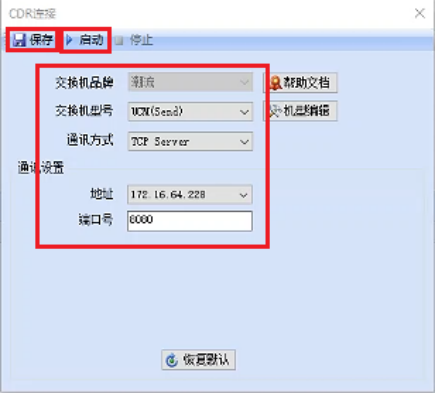 CDR连接
保存 启动 停止
交换机品牌 潮流 帮助文档
交换机型号 UCM(Send) 机型编辑
通讯方式 TCP Server
通讯设置
地址 172.16.64.228
端口号 8080
恢复默认